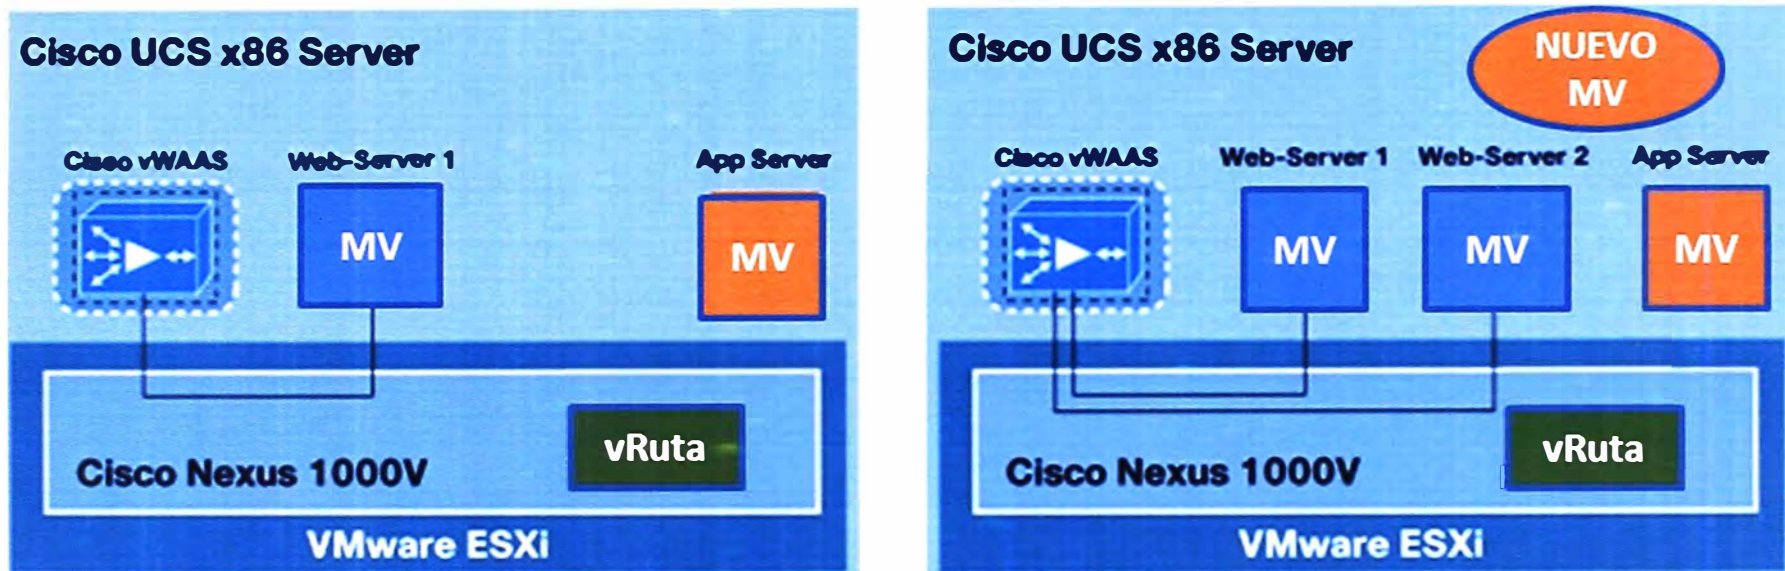 Cisco UCS x86 Server
Cisco vWAAS
Web-Server 1
App Server
MV
MV
vRuta
Cisco Nexus 1000V
VMware ESXi
Cisco UCS x86 Server
NUEVO
MV
Cisco vWAAS
Web-Server 1
Web-Server 2
App Server
MV
MV
MV
vRuta
Cisco Nexus 1000V
VMware ESXi